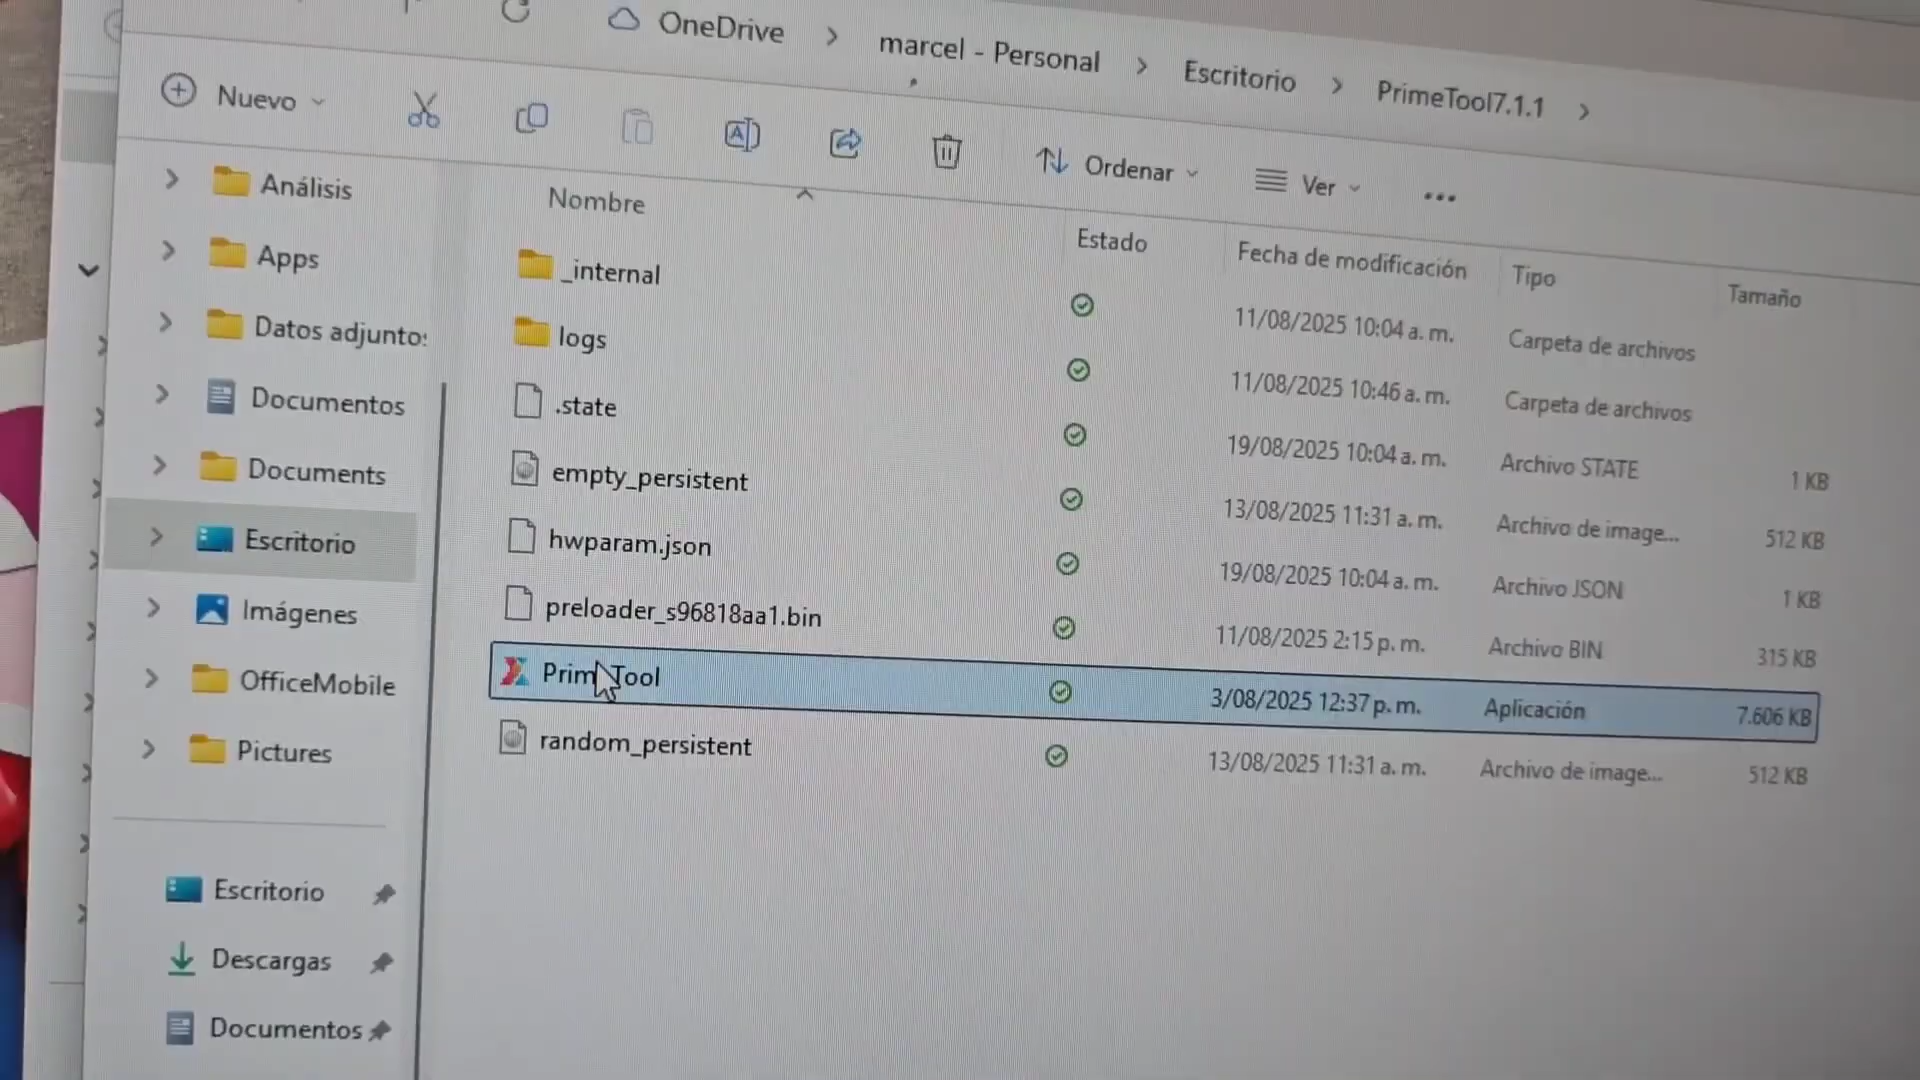 OneDrive > marcel - Personal > Escritorio > PrimeTool7.1.1 >
Nuevo
Ordenar
Ver
Análisis
Apps
Datos adjuntos
Documentos
Documents
Escritorio
Imágenes
OfficeMobile
Pictures
Escritorio
Descargas
Documentos
Nombre Estado Fecha de modificación Tipo Tamaño
_internal 11/08/2025 10:04 a. m. Carpeta de archivos
logs 11/08/2025 10:46 a. m. Carpeta de archivos
.state 19/08/2025 10:04 a. m. Archivo STATE 1 KB
empty_persistent 13/08/2025 11:31 a. m. Archivo de image... 512 KB
hwparam.json 19/08/2025 10:04 a. m. Archivo JSON 1 KB
preloader_s96818aa1.bin 11/08/2025 2:15 p. m. Archivo BIN 315 KB
PrimeTool 3/08/2025 12:37 p. m. Aplicación 7.606 KB
random_persistent 13/08/2025 11:31 a. m. Archivo de image... 512 KB